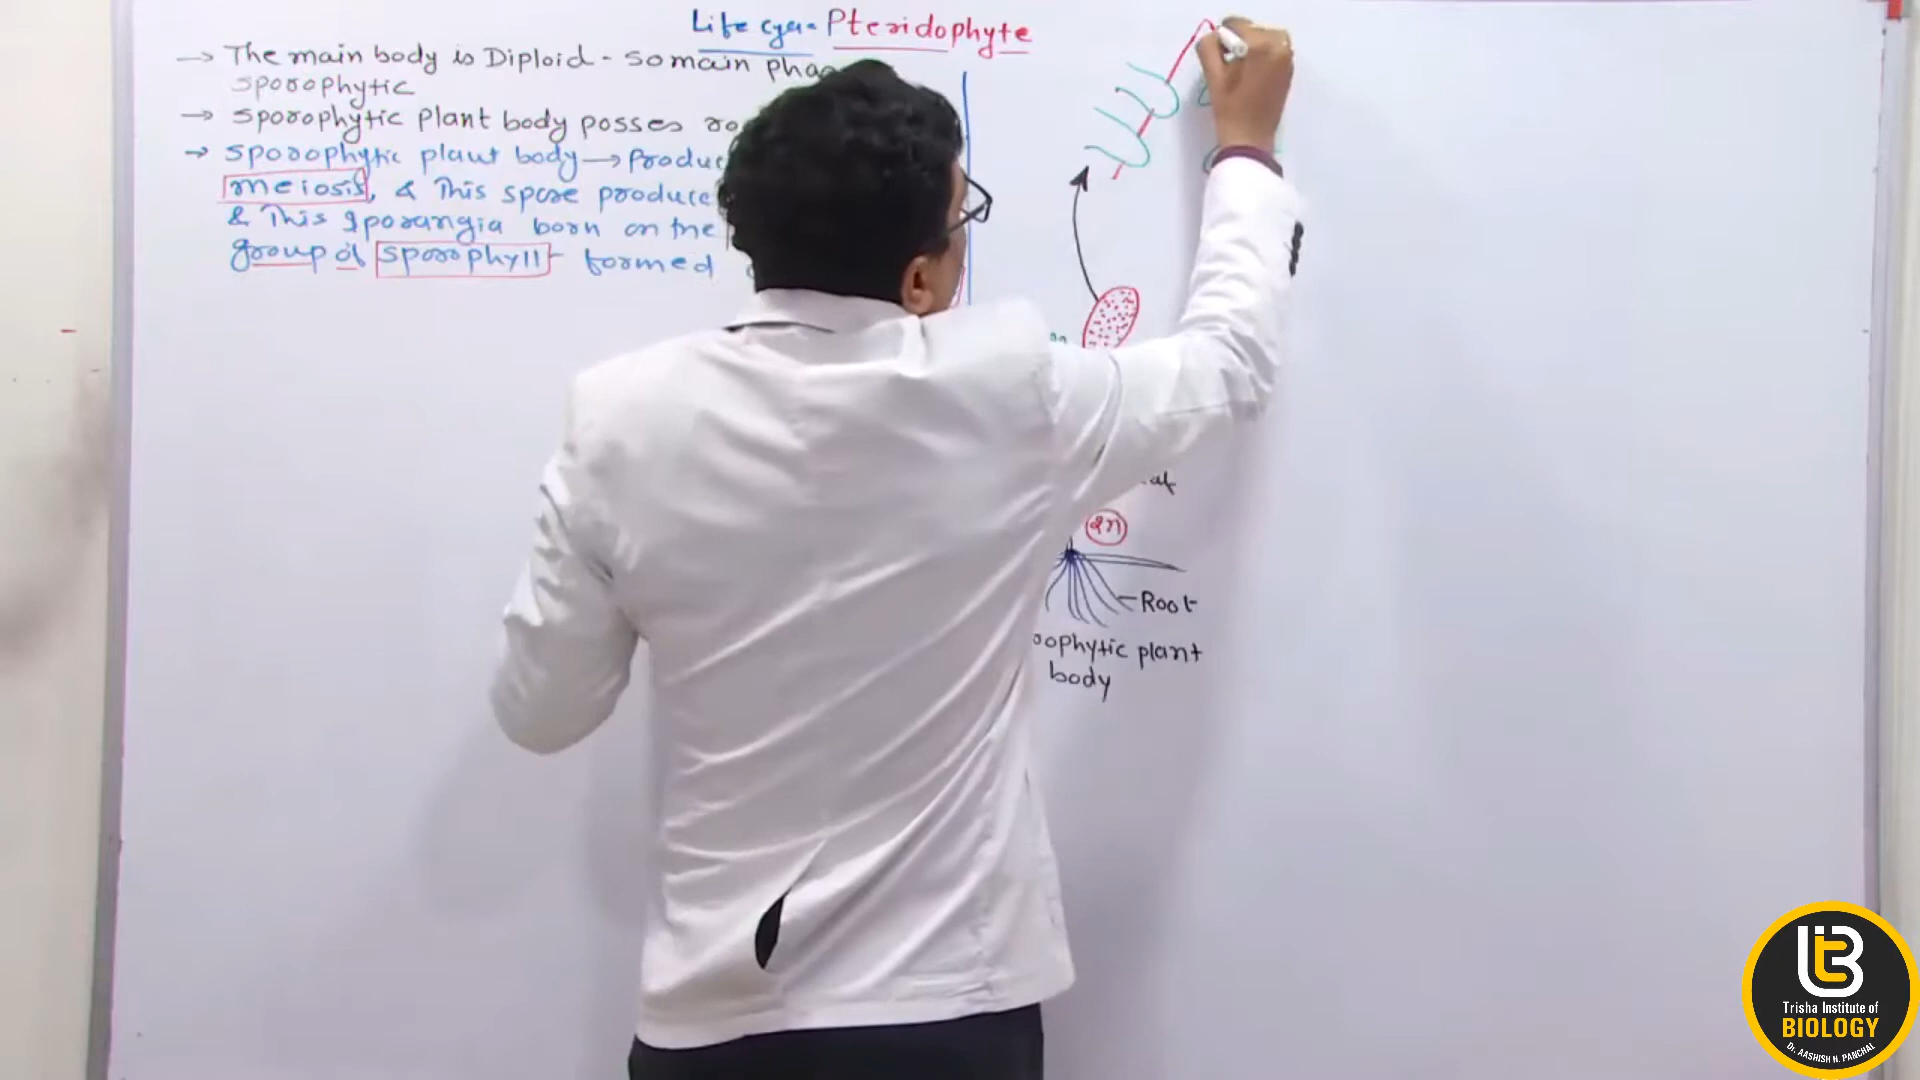 Life cycle Pteridophyte
→ The main body is Diploid - so main phase
sporophytic
→ sporophytic plant body posses
→ sporophytic plant body → Produc
meiosis, & This spore produce
& This sporangia born on the
group of sporophyll - formed
2n
Root
oophytic plant
body
LTB
Trisha Institute of
BIOLOGY
Dr. AASHISH N. PANCHAL